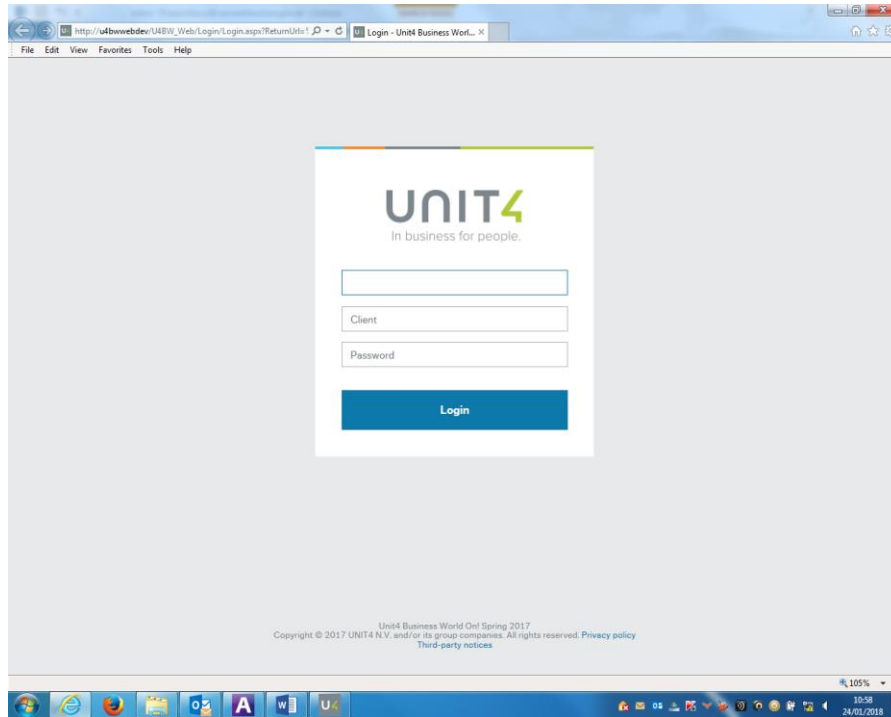 http://u4bwwebdev/U4BW_Web/Login/Login.aspx?ReturnUrl=
Login - Unit4 Business Worl...
File Edit View Favorites Tools Help
UNIT4
In business for people.
Client
Password
Login
Unit4 Business World On! Spring 2017
Copyright © 2017 UNIT4 N.V. and/or its group companies. All rights reserved. Privacy policy
Third-party notices
105%
10:58
24/01/2018